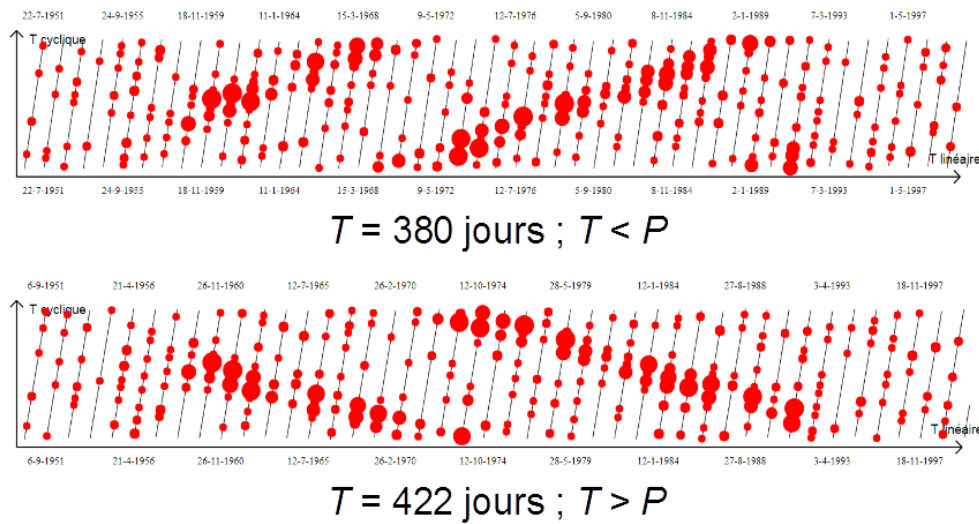 22-7-1951 24-9-1955 18-11-1959 11-1-1964 15-3-1968 9-5-1972 12-7-1976 5-9-1980 8-11-1984 2-1-1989 7-3-1993 1-5-1997
T cyclique
T linéaire
22-7-1951 24-9-1955 18-11-1959 11-1-1964 15-3-1968 9-5-1972 12-7-1976 5-9-1980 8-11-1984 2-1-1989 7-3-1993 1-5-1997
T = 380 jours ; T < P
6-9-1951 21-4-1956 26-11-1960 12-7-1965 26-2-1970 12-10-1974 28-5-1979 12-1-1984 27-8-1988 3-4-1993 18-11-1997
T cyclique
T linéaire
6-9-1951 21-4-1956 26-11-1960 12-7-1965 26-2-1970 12-10-1974 28-5-1979 12-1-1984 27-8-1988 3-4-1993 18-11-1997
T = 422 jours ; T > P